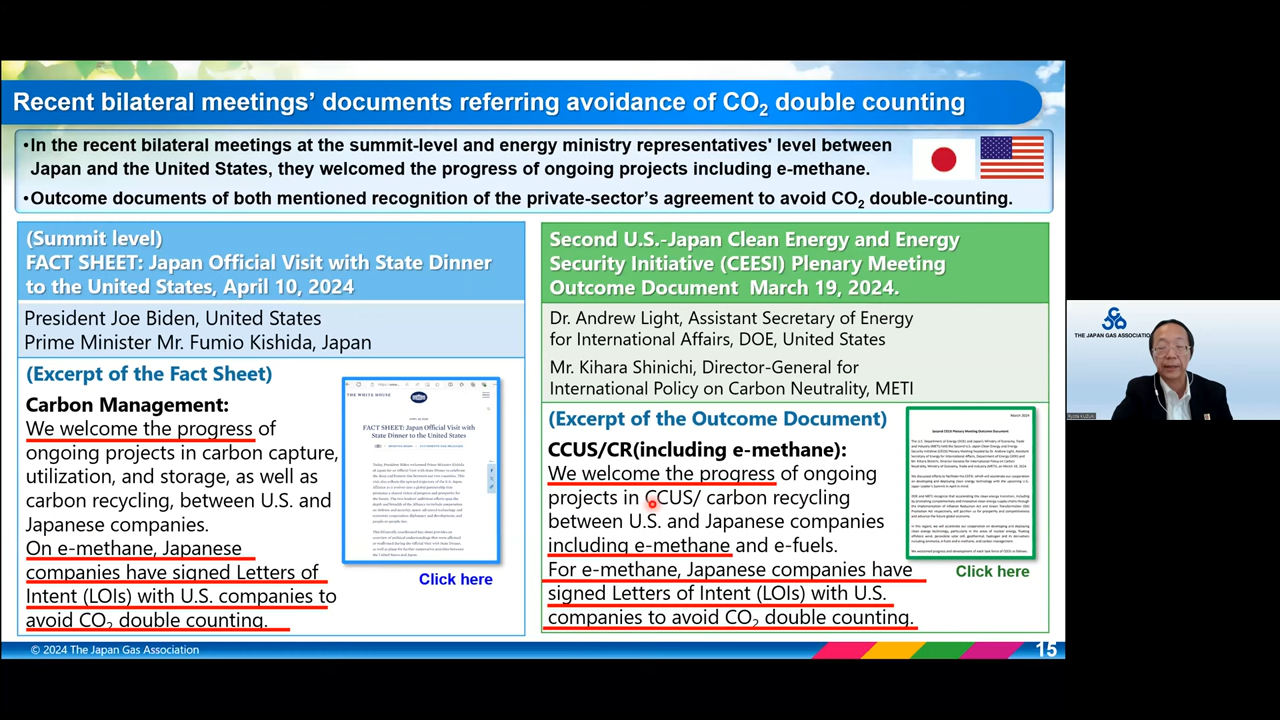 Recent bilateral meetings' documents referring avoidance of CO2 double counting
•In the recent bilateral meetings at the summit-level and energy ministry representatives' level between
Japan and the United States, they welcomed the progress of ongoing projects including e-methane.
•Outcome documents of both mentioned recognition of the private-sector's agreement to avoid CO2 double-counting.
(Summit level)
FACT SHEET: Japan Official Visit with State Dinner
to the United States, April 10, 2024
President Joe Biden, United States
Prime Minister Mr. Fumio Kishida, Japan
(Excerpt of the Fact Sheet)
Carbon Management:
We welcome the progress of
ongoing projects in carbon capture,
utilization, and storage, as well as
carbon recycling between U.S. and
Japanese companies.
On e-methane, Japanese
companies have signed Letters of
Intent (LOIs) with U.S. companies to
avoid CO2 double counting.
THE WHITE HOUSE
FACT SHEET: Japan Official Visit with
State Dinner to the United States
Click here
Second U.S.-Japan Clean Energy and Energy
Security Initiative (CEESI) Plenary Meeting
Outcome Document March 19, 2024.
Dr. Andrew Light, Assistant Secretary of Energy
for International Affairs, DOE, United States
Mr. Kihara Shinichi, Director-General for
International Policy on Carbon Neutrality, METI
(Excerpt of the Outcome Document)
CCUS/CR(including e-methane):
We welcome the progress of ongoing
projects in CCUS/ carbon recycling
between U.S. and Japanese companies
including e-methane and e-fuels.
For e-methane, Japanese companies have
signed Letters of Intent (LOIs) with U.S.
companies to avoid CO2 double counting.
March 2024
Second CEESI Plenary Meeting Outcome Document
Click here
© 2024 The Japan Gas Association
15
THE JAPAN GAS ASSOCIATION